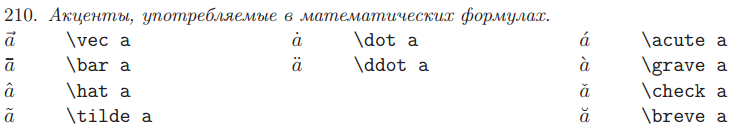 210. Акценты, употребляемые в математических формулах.
a⃗ \vec a ȧ \dot a á \acute a
ā \bar a ä \ddot a à \grave a
â \hat a ǎ \check a
ã \tilde a ă \breve a